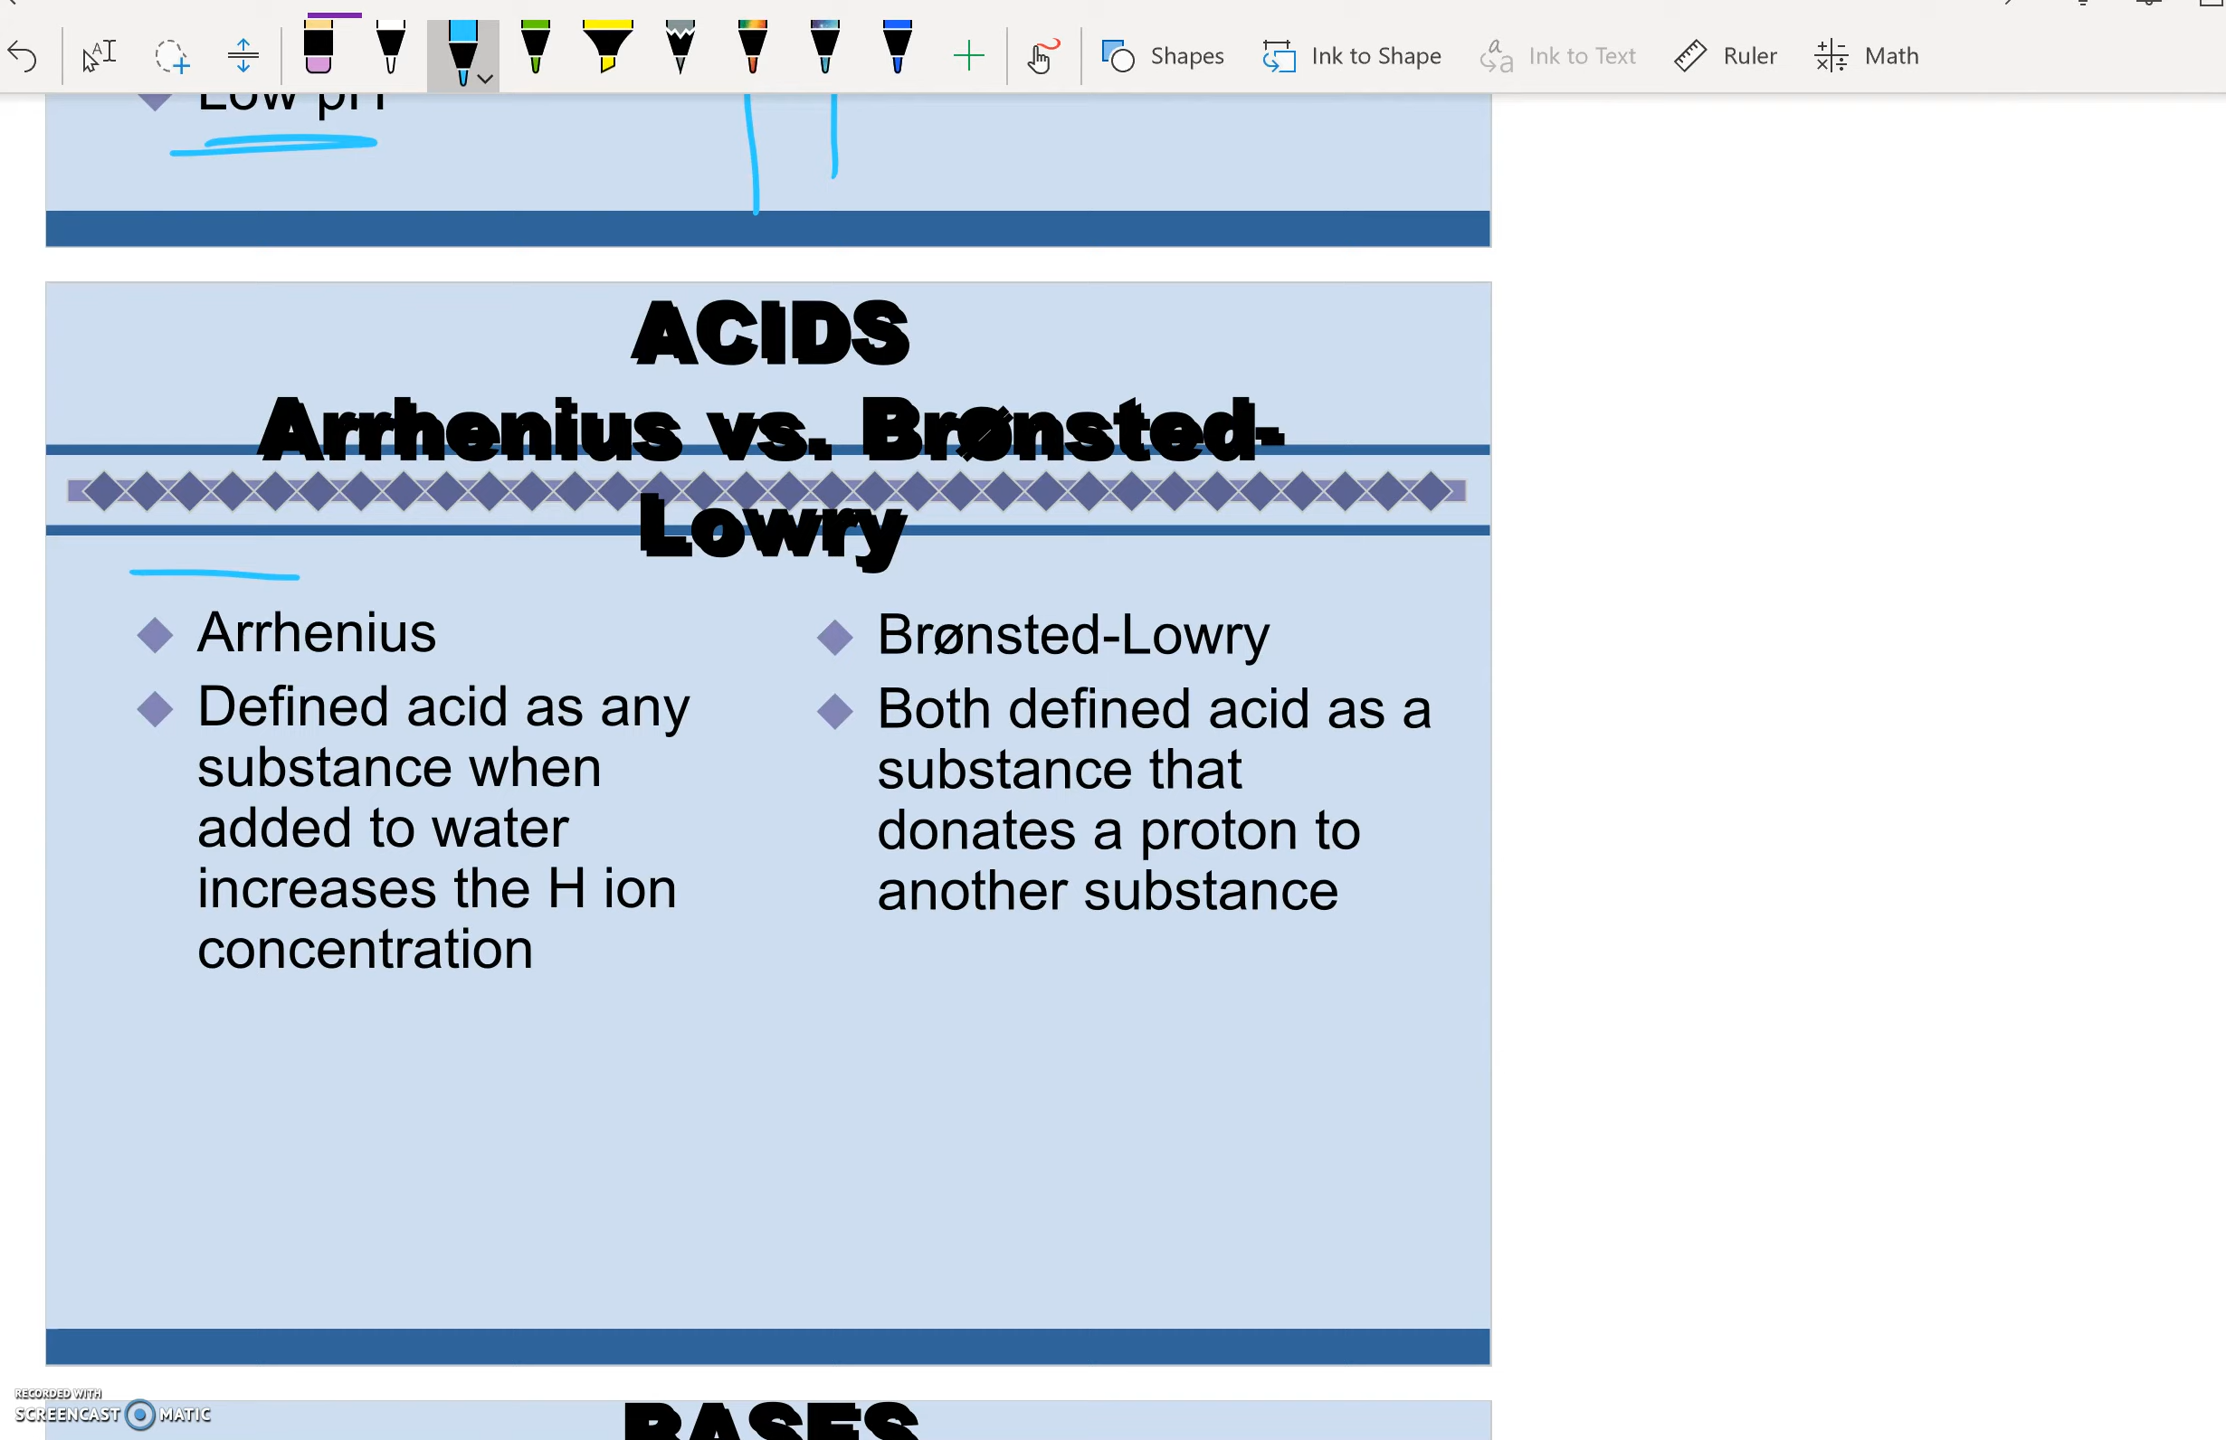 Shapes
Ink to Shape
Ink to Text
Ruler
Math
Low pH
ACIDS
Arrhenius vs. Brønsted-
Lowry
Arrhenius
Defined acid as any
substance when
added to water
increases the H ion
concentration
Brønsted-Lowry
Both defined acid as a
substance that
donates a proton to
another substance
RECORDED WITH
SCREENCAST MATIC
BASES